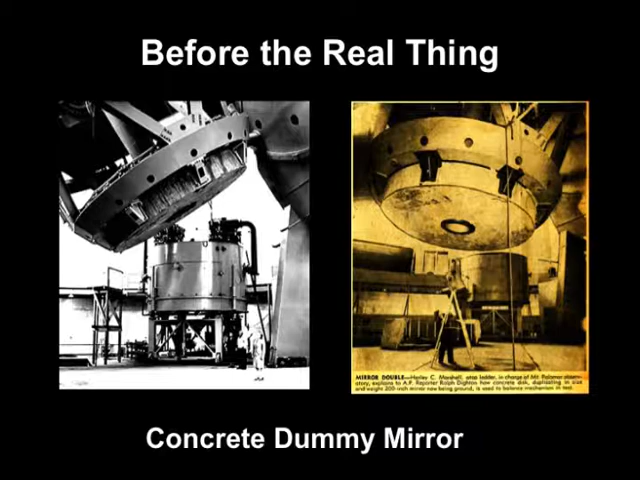 Before the Real Thing
MIRROR DOUBLE—Harley C. Marshall, atop ladder, in charge of Mt. Palomar observ-
atory, explains to A.P. Reporter Ralph Dighton how concrete disk, duplicating in size
and weight 200-inch mirror now being ground, is used to balance mechanism in test.
Concrete Dummy Mirror